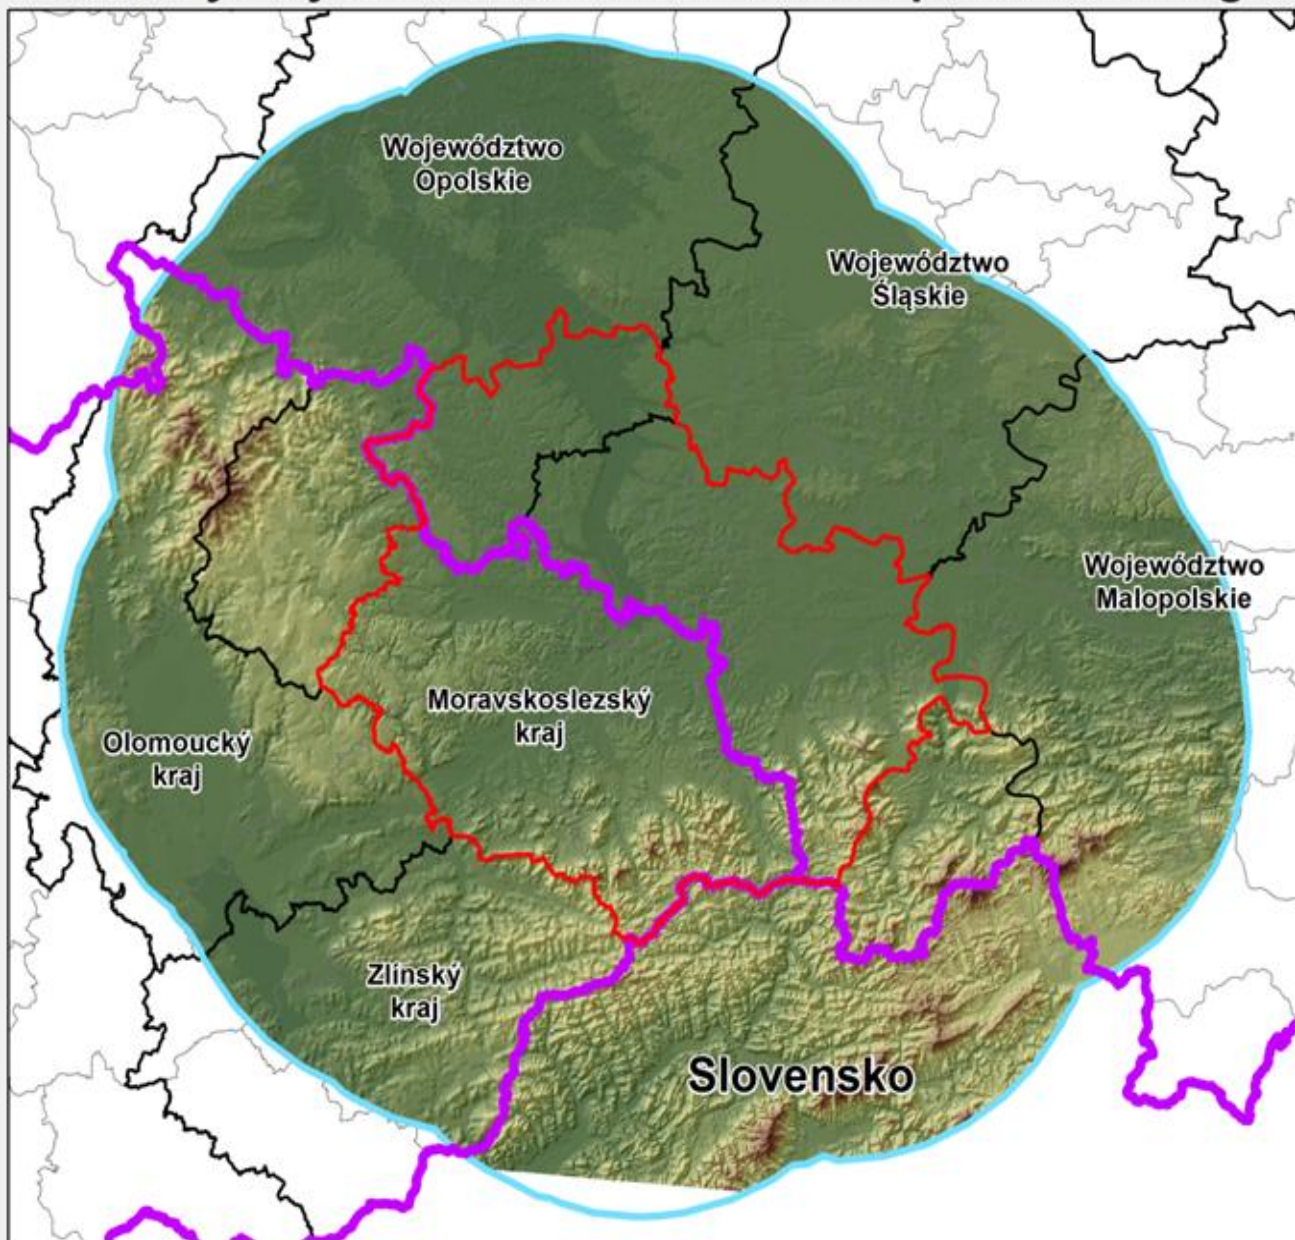 Województwo
Opolskie
Województwo
Śląskie
Województwo
Malopolskie
Moravskoslezský
kraj
Olomoucký
kraj
Zlínský
kraj
Slovensko